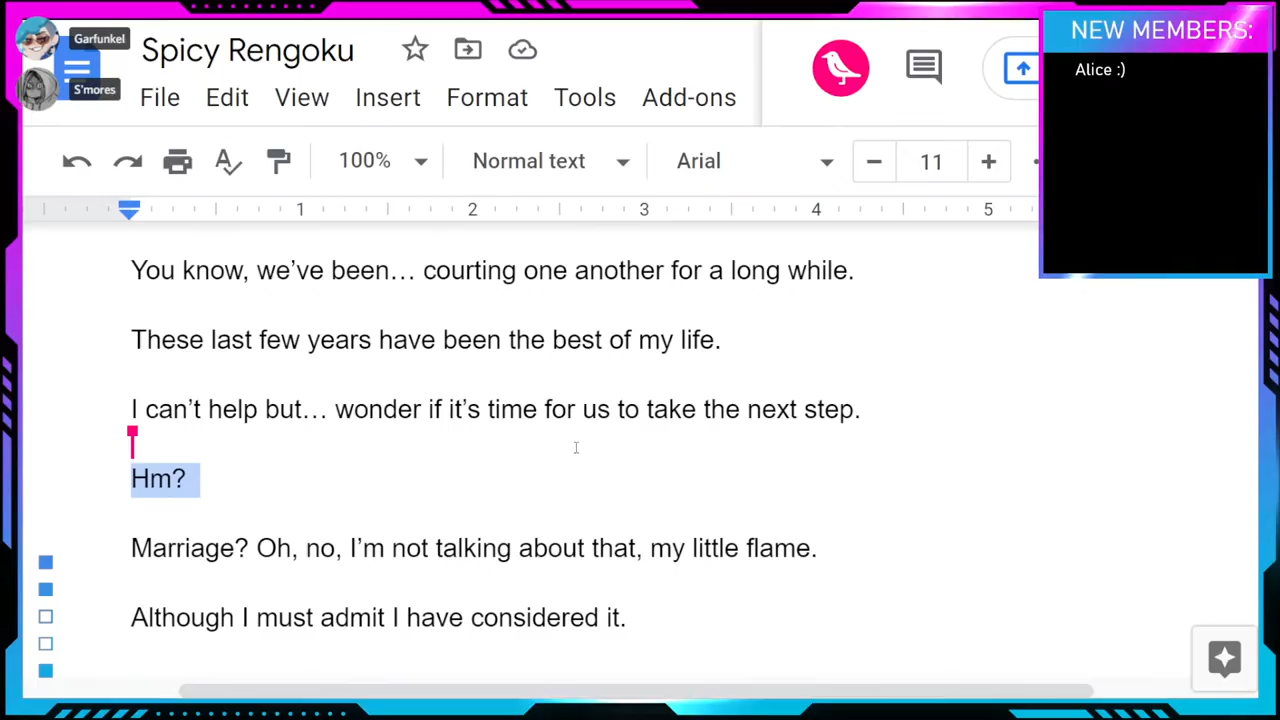 Garfunkel
S'mores
Spicy Rengoku
File Edit View Insert Format Tools Add-ons
100% Normal text Arial 11
1 2 3 4 5
NEW MEMBERS:
Alice :)
You know, we've been… courting one another for a long while.
These last few years have been the best of my life.
I can't help but… wonder if it's time for us to take the next step.
Hm?
Marriage? Oh, no, I'm not talking about that, my little flame.
Although I must admit I have considered it.